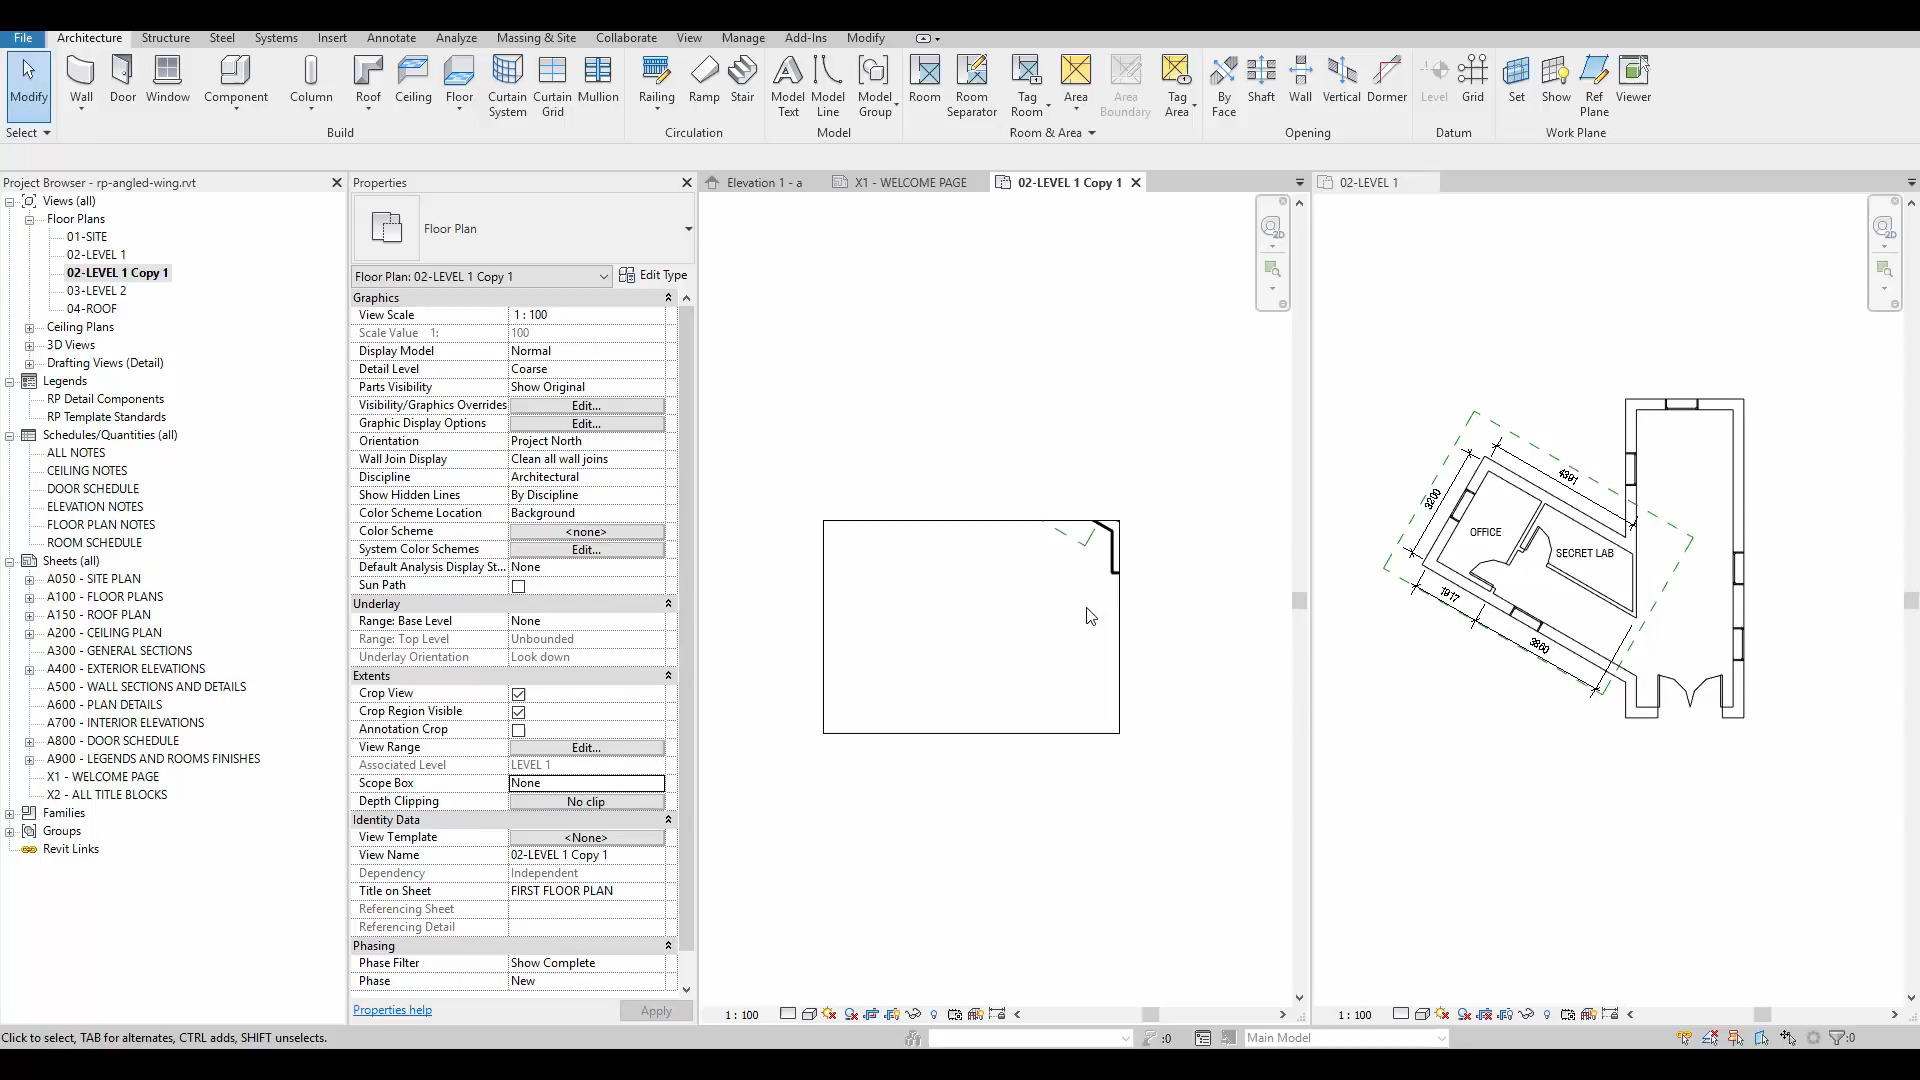 File Architecture Structure Steel Systems Insert Annotate Analyze Massing & Site Collaborate View Manage Add-Ins Modify
Modify Wall Door Window Component Column Roof Ceiling Floor Curtain System Curtain Grid Mullion Railing Ramp Stair Model Text Model Line Model Group Room Room Separator Tag Room Area Area Boundary Tag Area By Face Shaft Wall Vertical Dormer Level Grid Set Show Ref Plane Viewer
Select Build Circulation Model Room & Area Opening Datum Work Plane
Project Browser - rp-angled-wing.rvt
Views (all)
Floor Plans
01-SITE
02-LEVEL 1
02-LEVEL 1 Copy 1
03-LEVEL 2
04-ROOF
Ceiling Plans
3D Views
Drafting Views (Detail)
Legends
RP Detail Components
RP Template Standards
Schedules/Quantities (all)
ALL NOTES
CEILING NOTES
DOOR SCHEDULE
ELEVATION NOTES
FLOOR PLAN NOTES
ROOM SCHEDULE
Sheets (all)
A050 - SITE PLAN
A100 - FLOOR PLANS
A150 - ROOF PLAN
A200 - CEILING PLAN
A300 - GENERAL SECTIONS
A400 - EXTERIOR ELEVATIONS
A500 - WALL SECTIONS AND DETAILS
A600 - PLAN DETAILS
A700 - INTERIOR ELEVATIONS
A800 - DOOR SCHEDULE
A900 - LEGENDS AND ROOMS FINISHES
X1 - WELCOME PAGE
X2 - ALL TITLE BLOCKS
Families
Groups
Revit Links
Properties
Floor Plan
Floor Plan: 02-LEVEL 1 Copy 1 Edit Type
Graphics
View Scale 1 : 100
Scale Value 1: 100
Display Model Normal
Detail Level Coarse
Parts Visibility Show Original
Visibility/Graphics Overrides Edit...
Graphic Display Options Edit...
Orientation Project North
Wall Join Display Clean all wall joins
Discipline Architectural
Show Hidden Lines By Discipline
Color Scheme Location Background
Color Scheme <none>
System Color Schemes Edit...
Default Analysis Display St... None
Sun Path
Underlay
Range: Base Level None
Range: Top Level Unbounded
Underlay Orientation Look down
Extents
Crop View
Crop Region Visible
Annotation Crop
View Range Edit...
Associated Level LEVEL 1
Scope Box None
Depth Clipping No clip
Identity Data
View Template <None>
View Name 02-LEVEL 1 Copy 1
Dependency Independent
Title on Sheet FIRST FLOOR PLAN
Referencing Sheet
Referencing Detail
Phasing
Phase Filter Show Complete
Phase New
Properties help Apply
Elevation 1 - a X1 - WELCOME PAGE 02-LEVEL 1 Copy 1
2D
1 : 100
02-LEVEL 1
2D
4391
3200
OFFICE
SECRET LAB
1917
3860
1 : 100
Click to select, TAB for alternates, CTRL adds, SHIFT unselects. :0 Main Model :0